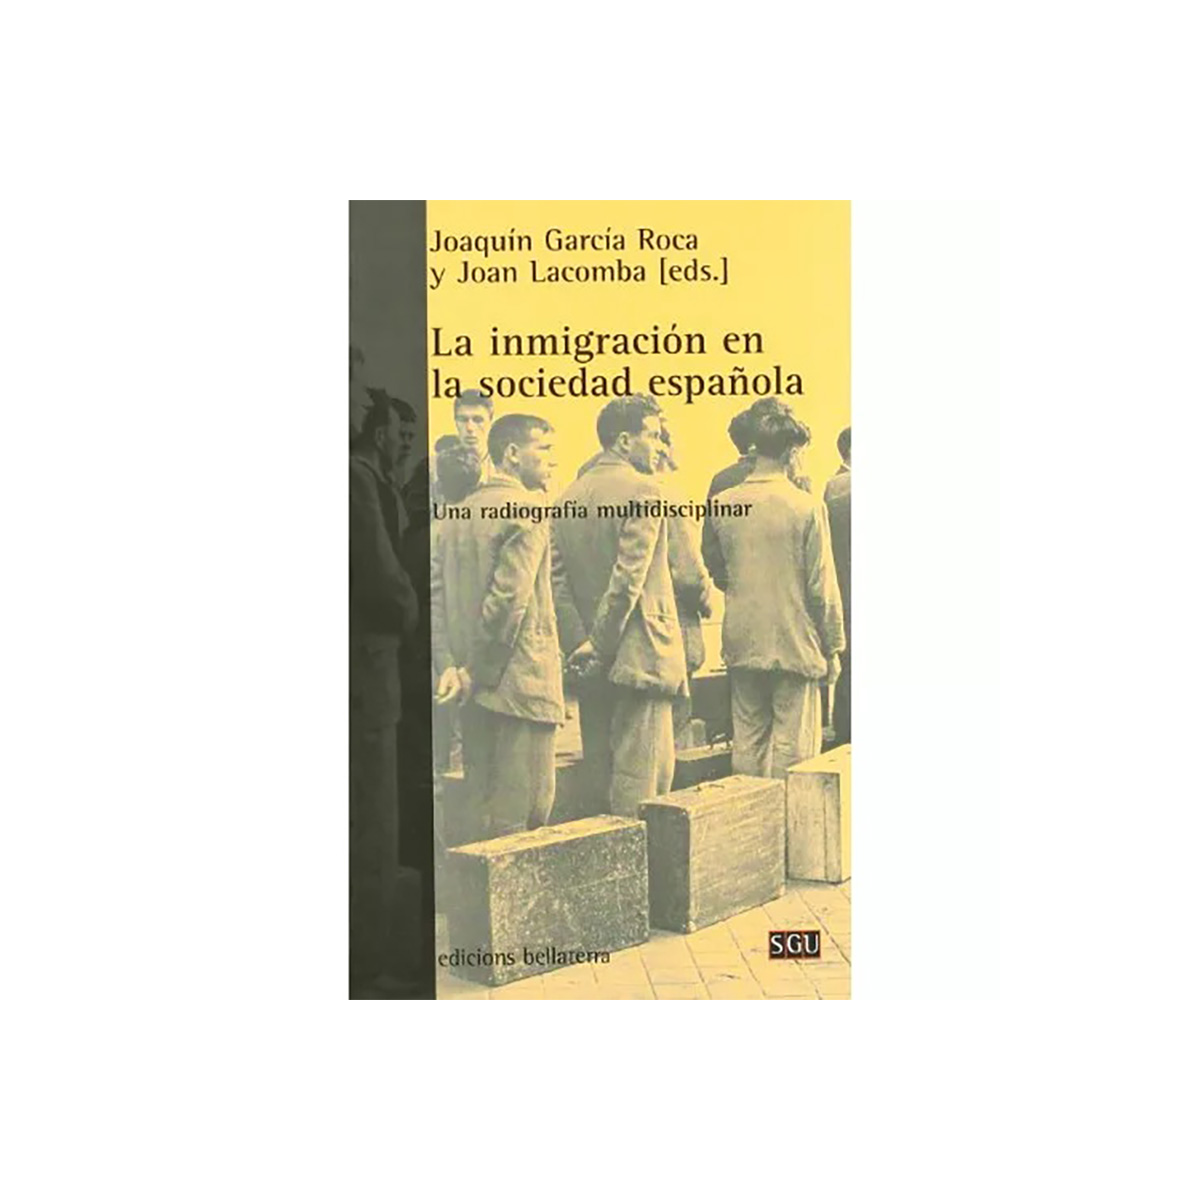 Joaquín García Roca
y Joan Lacomba [eds.]
La inmigración en
la sociedad española
Una radiografía multidisciplinar
edicions bellaterra
SGU